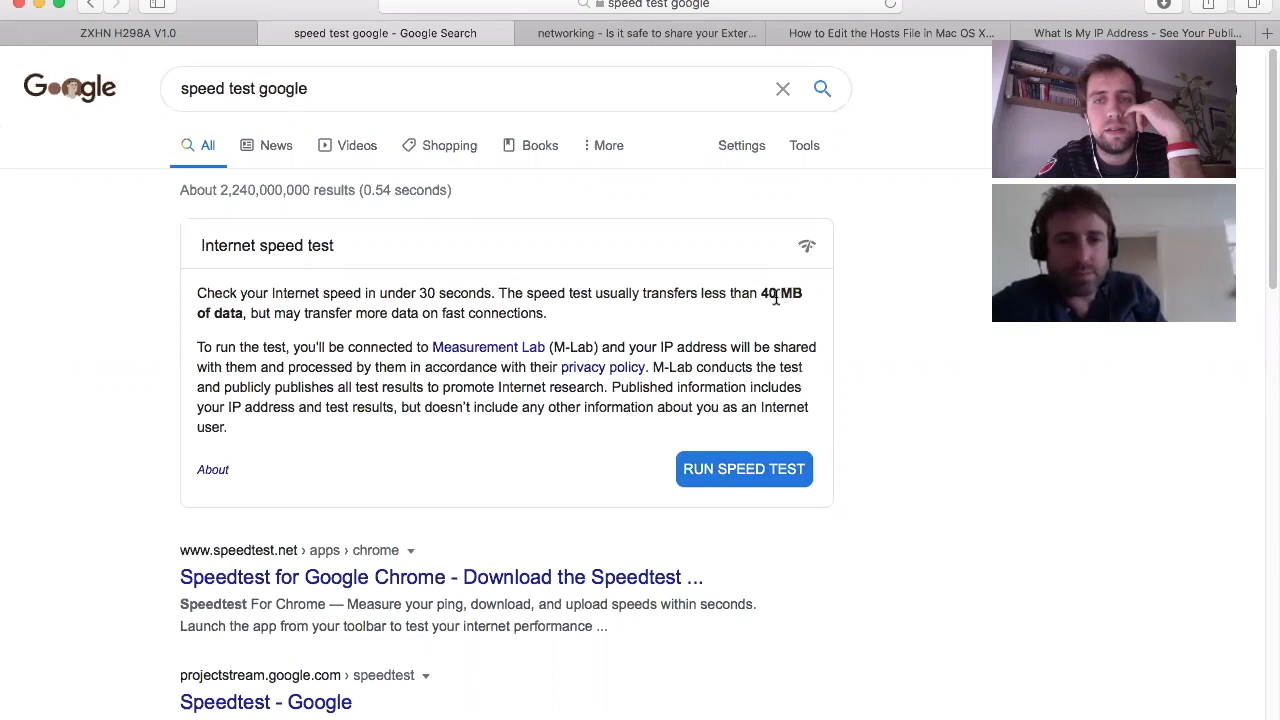 speed test google
ZXHN H298A V1.0
speed test google - Google Search
networking - Is it safe to share your Exter...
How to Edit the Hosts File in Mac OS X...
What Is My IP Address - See Your Publi...
Google
speed test google
All
News
Videos
Shopping
Books
More
Settings
Tools
About 2,240,000,000 results (0.54 seconds)
Internet speed test
Check your Internet speed in under 30 seconds. The speed test usually transfers less than 40 MB
of data, but may transfer more data on fast connections.
To run the test, you'll be connected to Measurement Lab (M-Lab) and your IP address will be shared
with them and processed by them in accordance with their privacy policy. M-Lab conducts the test
and publicly publishes all test results to promote Internet research. Published information includes
your IP address and test results, but doesn't include any other information about you as an Internet
user.
About
RUN SPEED TEST
www.speedtest.net › apps › chrome
Speedtest for Google Chrome - Download the Speedtest ...
Speedtest For Chrome — Measure your ping, download, and upload speeds within seconds.
Launch the app from your toolbar to test your internet performance ...
projectstream.google.com › speedtest
Speedtest - Google